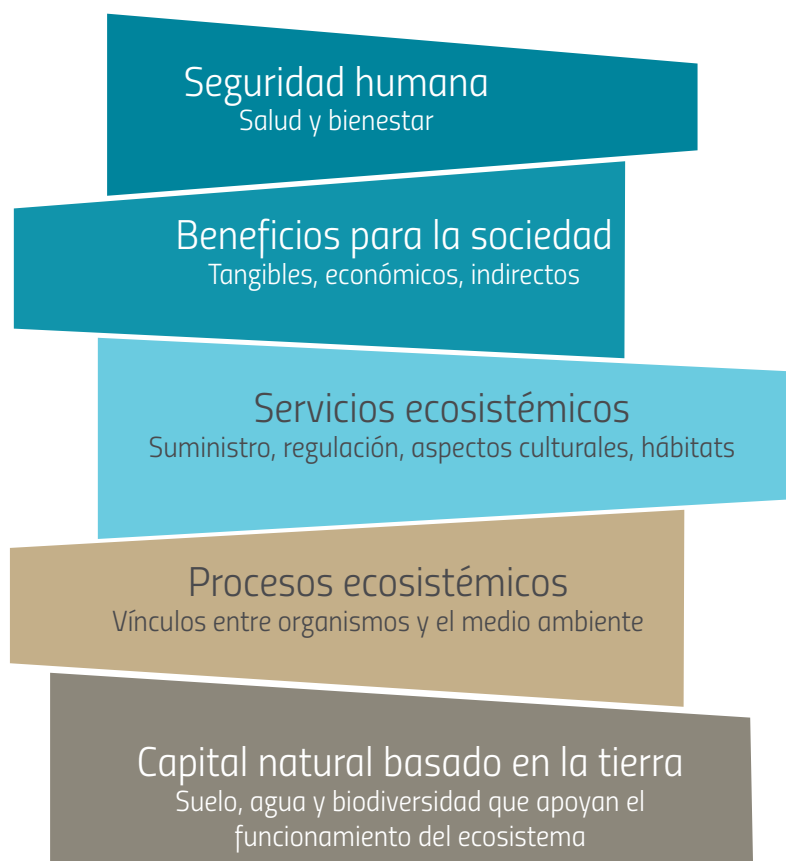 Seguridad humana
Salud y bienestar
Beneficios para la sociedad
Tangibles, económicos, indirectos
Servicios ecosistémicos
Suministro, regulación, aspectos culturales, hábitats
Procesos ecosistémicos
Vínculos entre organismos y el medio ambiente
Capital natural basado en la tierra
Suelo, agua y biodiversidad que apoyan el
funcionamiento del ecosistema